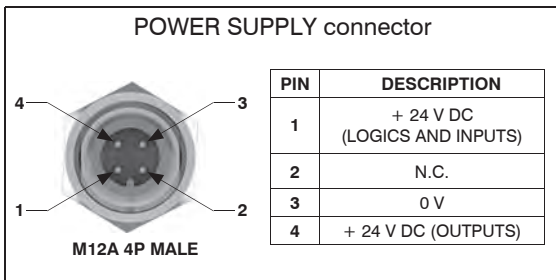 POWER SUPPLY connector
4
3
1
2
M12A 4P MALE
PIN DESCRIPTION
1 + 24 V DC
(LOGICS AND INPUTS)
2 N.C.
3 0 V
4 + 24 V DC (OUTPUTS)